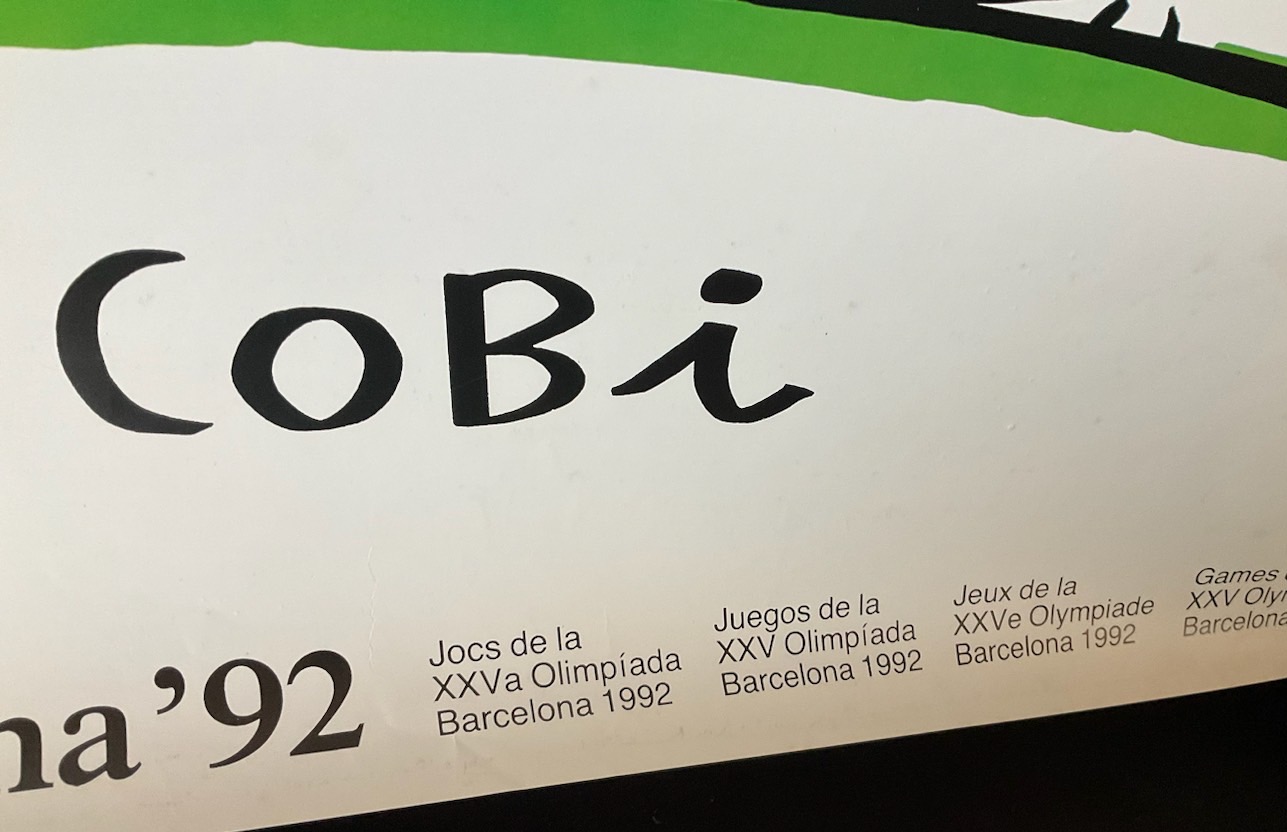 CoBi
na ’92
Jocs de la
XXVa Olimpíada
Barcelona 1992
Juegos de la
XXV Olimpíada
Barcelona 1992
Jeux de la
XXVe Olympiade
Barcelona 1992
Games
XXV
Barcelona